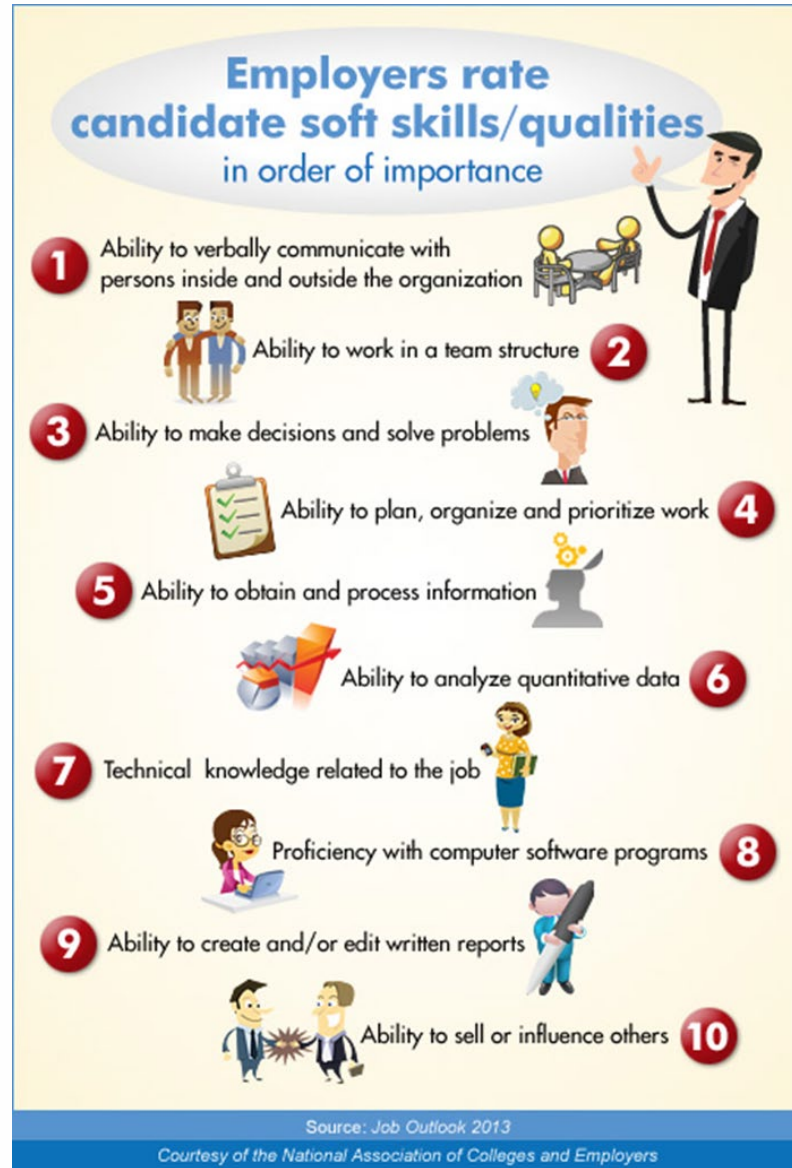 Employers rate
candidate soft skills/qualities
in order of importance
1 Ability to verbally communicate with
persons inside and outside the organization
Ability to work in a team structure 2
3 Ability to make decisions and solve problems
Ability to plan, organize and prioritize work 4
5 Ability to obtain and process information
Ability to analyze quantitative data 6
7 Technical knowledge related to the job
Proficiency with computer software programs 8
9 Ability to create and/or edit written reports
Ability to sell or influence others 10
Source: Job Outlook 2013
Courtesy of the National Association of Colleges and Employers